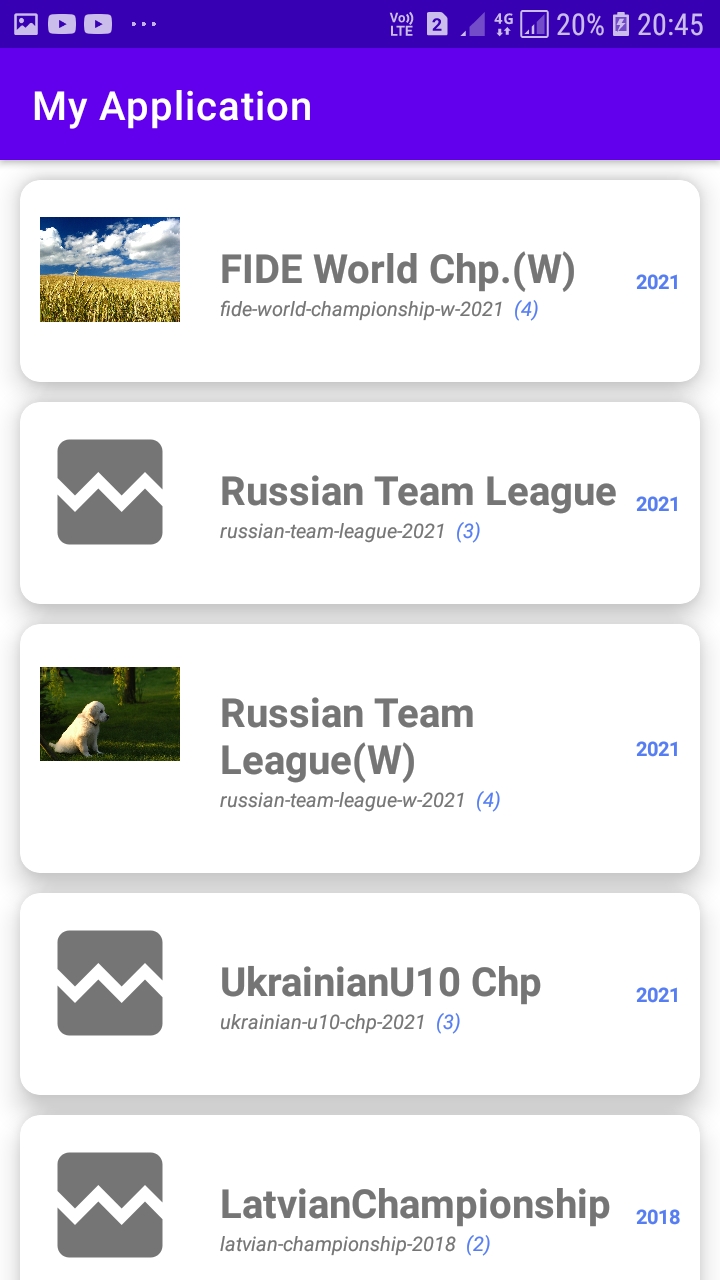 Vo)) LTE 2 4G 20% 20:45
My Application
FIDE World Chp.(W)
2021
fide-world-championship-w-2021 (4)
Russian Team League
2021
russian-team-league-2021 (3)
Russian Team
League(W)
2021
russian-team-league-w-2021 (4)
UkrainianU10 Chp
2021
ukrainian-u10-chp-2021 (3)
LatvianChampionship
2018
latvian-championship-2018 (2)